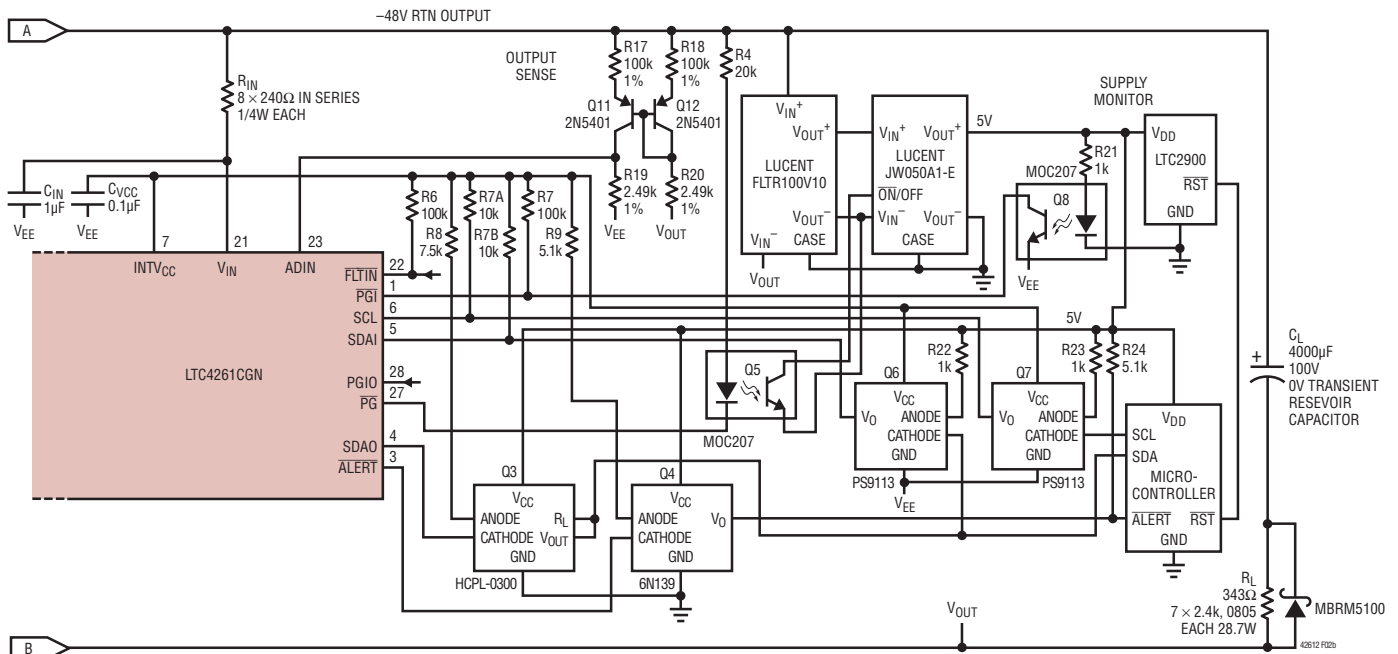 A
–48V RTN OUTPUT
RIN
8 × 240Ω IN SERIES
1/4W EACH
OUTPUT
SENSE
R17
100k
1%
R18
100k
1%
R4
20k
Q11
2N5401
Q12
2N5401
R19
2.49k
1%
R20
2.49k
1%
VEE
VOUT
CIN
1µF
VEE
CVCC
0.1µF
VEE
R6
100k
R8
7.5k
R7A
10k
R7B
10k
R7
100k
R9
5.1k
VIN+
VOUT+
LUCENT
FLTR100V10
VOUT–
VIN–
CASE
VOUT
VIN+
VOUT+
LUCENT
JW050A1-E
ON/OFF
VIN–
VOUT–
CASE
5V
SUPPLY
MONITOR
R21
1k
MOC207
Q8
VEE
VDD
LTC2900
RST
GND
7
21
23
INTVCC
VIN
ADIN
FLTIN
22
PGI
1
SCL
6
SDAI
5
LTC4261CGN
PGIO
28
PG
27
SDAO
4
ALERT
3
Q5
MOC207
Q3
VCC
ANODE
RL
CATHODE
VOUT
GND
HCPL-0300
Q4
VCC
ANODE
VO
CATHODE
GND
6N139
5V
Q6
R22
1k
VCC
VO
ANODE
CATHODE
GND
PS9113
VEE
Q7
R23
1k
R24
5.1k
VCC
VO
ANODE
CATHODE
GND
PS9113
VDD
SCL
SDA
MICRO-
CONTROLLER
ALERT
RST
GND
+
CL
4000µF
100V
0V TRANSIENT
RESEVOIR
CAPACITOR
RL
343Ω
7 × 2.4k, 0805
EACH 28.7W
MBRM5100
VOUT
B
42612 F02b